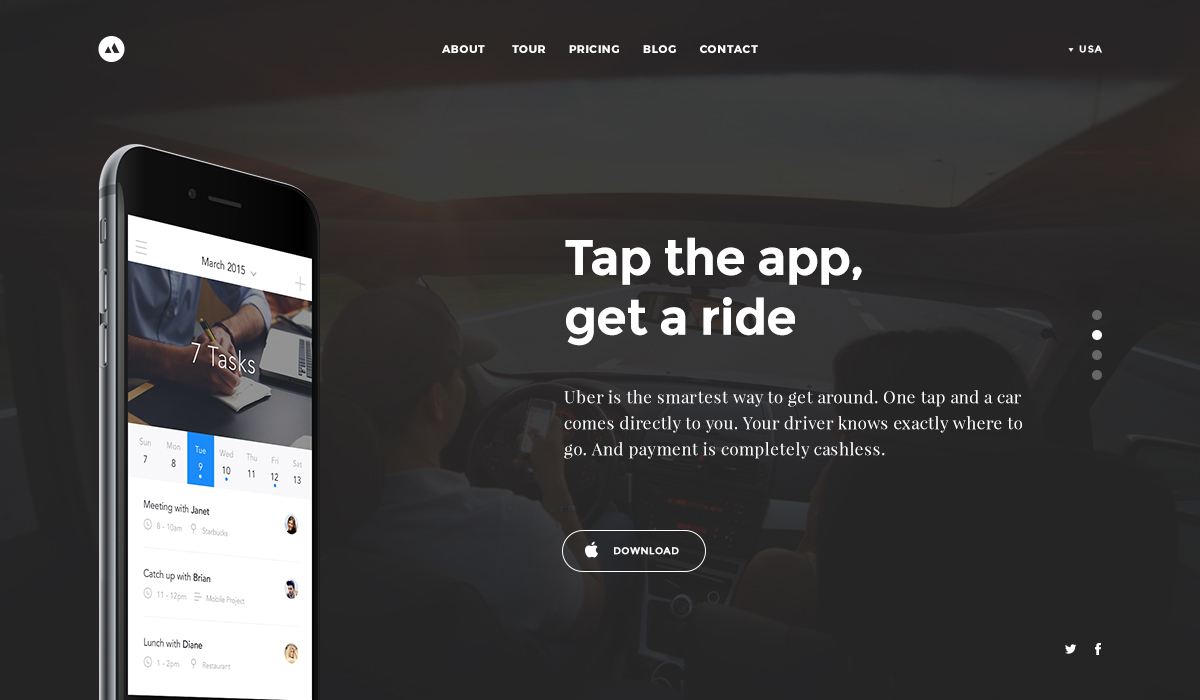 ABOUT TOUR PRICING BLOG CONTACT
USA
March 2015
7 Tasks
Sun Mon Tue Wed Thu Fri Sat
7 8 9 10 11 12 13
Meeting with Janet
8 - 10am Starbucks
Catch up with Brian
11 - 12pm Mobile Project
Lunch with Diane
1 - 2pm Restaurant
Tap the app,
get a ride
Uber is the smartest way to get around. One tap and a car
comes directly to you. Your driver knows exactly where to
go. And payment is completely cashless.
DOWNLOAD